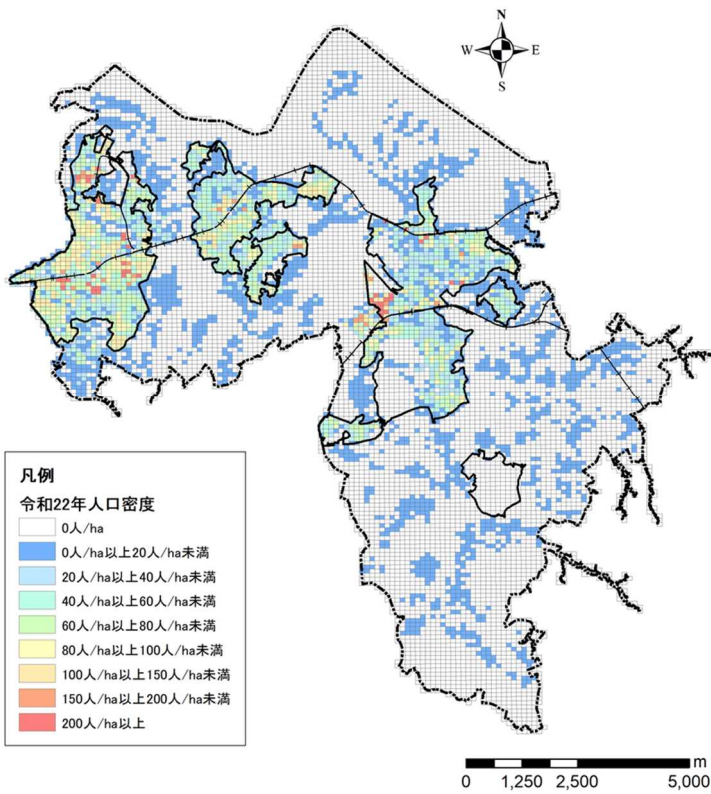 N
W E
S
凡例
令和22年人口密度
0人/ha
0人/ha以上20人/ha未満
20人/ha以上40人/ha未満
40人/ha以上60人/ha未満
60人/ha以上80人/ha未満
80人/ha以上100人/ha未満
100人/ha以上150人/ha未満
150人/ha以上200人/ha未満
200人/ha以上
m
0 1,250 2,500 5,000